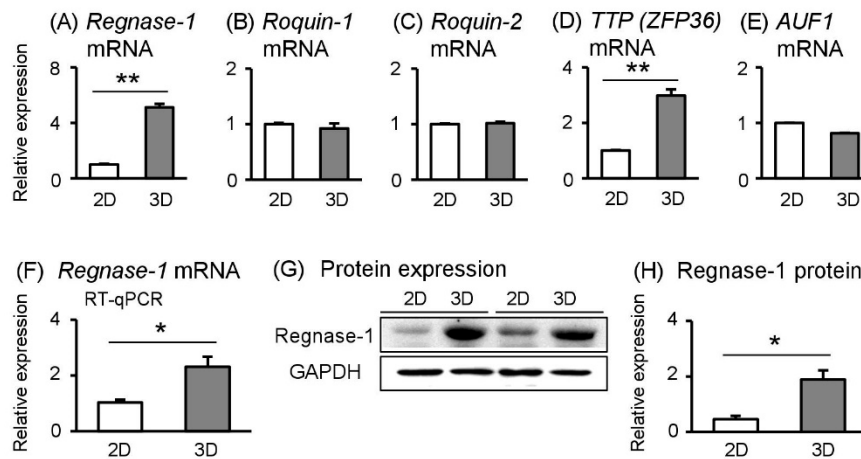 (A) Regnase-1 mRNA
(B) Roquin-1 mRNA
(C) Roquin-2 mRNA
(D) TTP (ZFP36) mRNA
(E) AUF1 mRNA
Relative expression
8
4
0
**
2D 3D
2
1
0
2D 3D
2
1
0
2D 3D
4
2
0
**
2D 3D
2
1
0
2D 3D
(F) Regnase-1 mRNA
RT-qPCR
Relative expression
4
2
0
*
2D 3D
(G) Protein expression
2D 3D 2D 3D
Regnase-1
GAPDH
(H) Regnase-1 protein
Relative expression
4
2
0
*
2D 3D